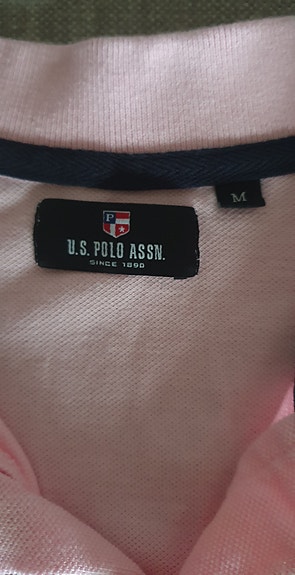 P
U.S. POLO ASSN.
SINCE 1890
M